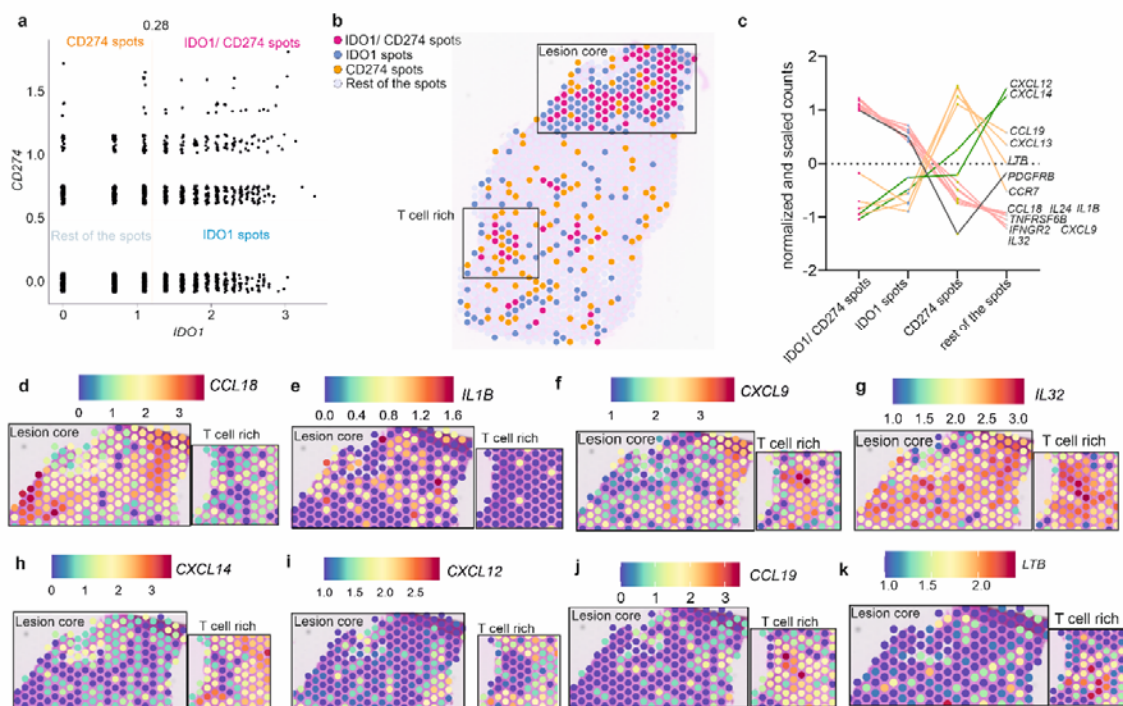 a
0.28
CD274 spots
IDO1/ CD274 spots
1.5
1.0
0.5
0.0
CD274
Rest of the spots
IDO1 spots
0
1
2
3
IDO1
b
IDO1/ CD274 spots
IDO1 spots
CD274 spots
Rest of the spots
Lesion core
T cell rich
c
normalized and scaled counts
2
1
0
-1
-2
CXCL12
CXCL14
CCL19
CXCL13
LTB
PDGFRB
CCR7
CCL18 IL24 IL1B
TNFRSF6B
IFNGR2 CXCL9
IL32
IDO1/ CD274 spots
IDO1 spots
CD274 spots
rest of the spots
d
CCL18
0 1 2 3
Lesion core
T cell rich
e
IL1B
0.0 0.4 0.8 1.2 1.6
Lesion core
T cell rich
f
CXCL9
1 2 3
Lesion core
T cell rich
g
IL32
1.0 1.5 2.0 2.5 3.0
Lesion core
T cell rich
h
CXCL14
0 1 2 3
Lesion core
T cell rich
i
CXCL12
1.0 1.5 2.0 2.5
Lesion core
T cell rich
j
CCL19
0 1 2 3
Lesion core
T cell rich
k
LTB
1.0 1.5 2.0
Lesion core
T cell rich